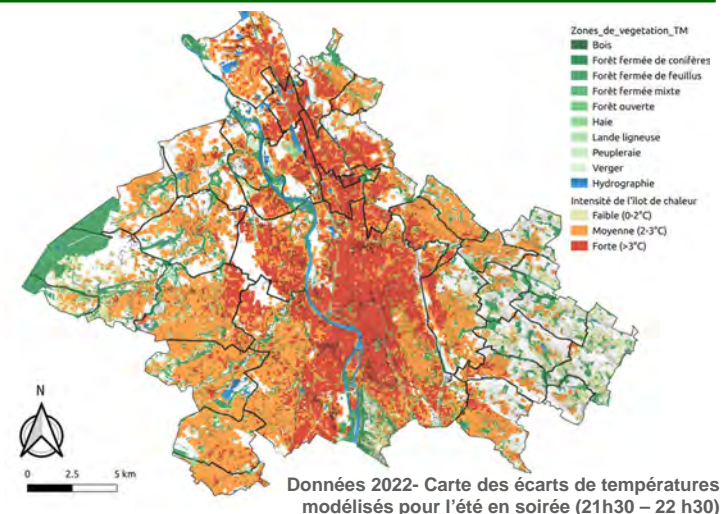 Zones_de_vegetation_TM
Bois
Forêt fermée de conifères
Forêt fermée de feuillus
Forêt fermée mixte
Forêt ouverte
Haie
Lande ligneuse
Peupleraie
Verger
Hydrographie
Intensité de l'îlot de chaleur
Faible (0-2°C)
Moyenne (2-3°C)
Forte (>3°C)
N
0 2.5 5 km
Données 2022- Carte des écarts de températures
modélisés pour l'été en soirée (21h30 – 22 h30)